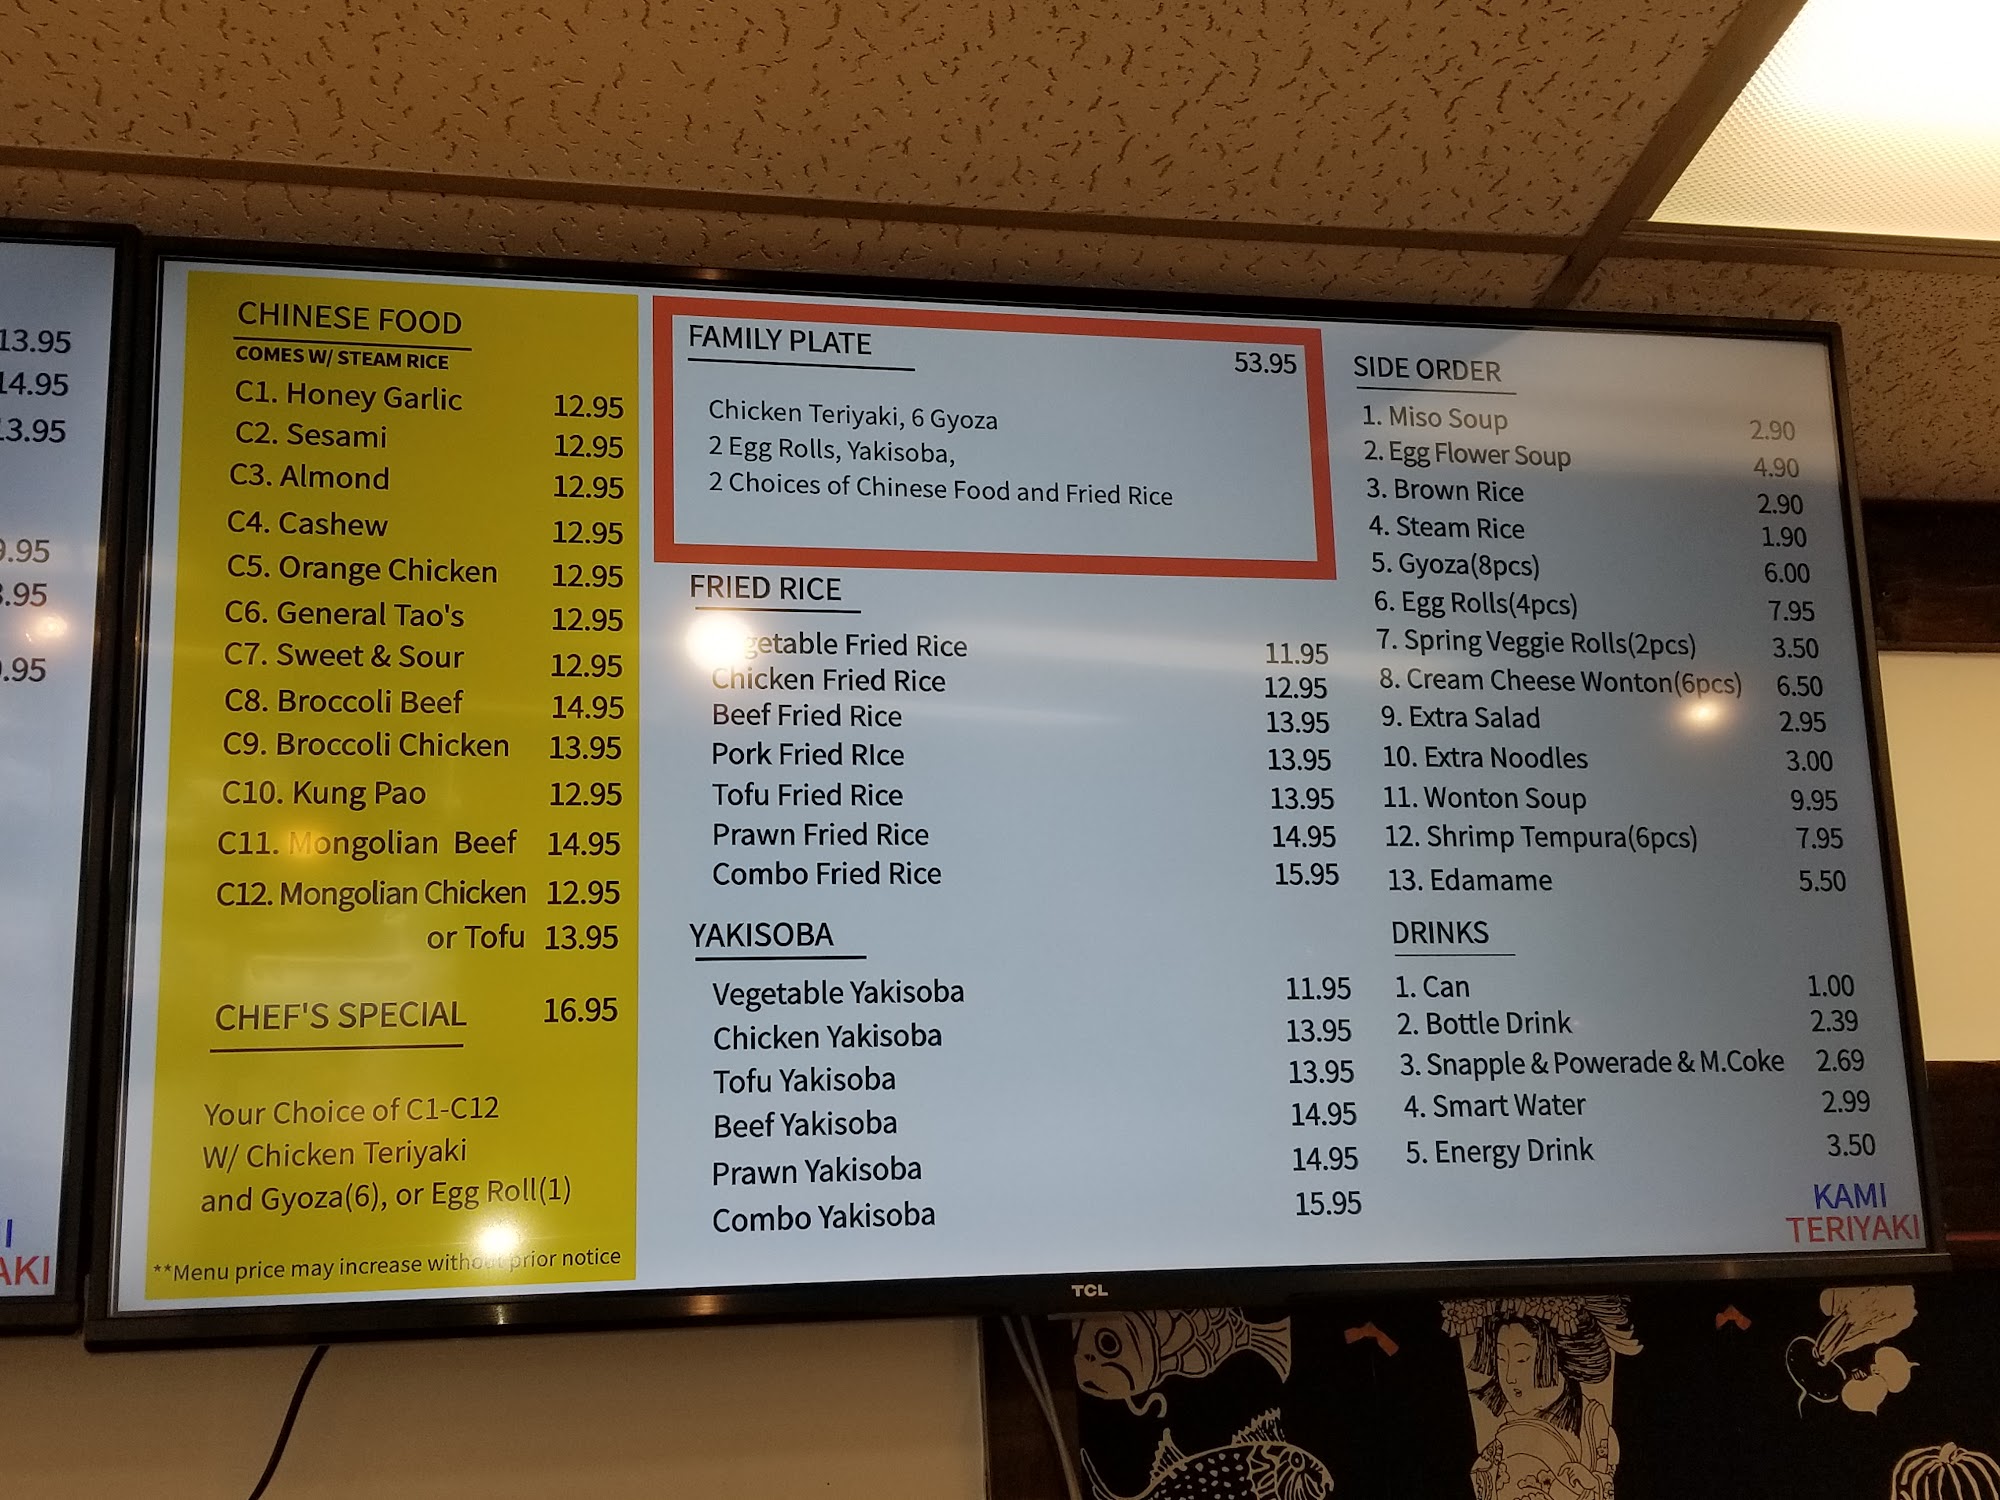 13.95
14.95
13.95
9.95
.95
.95
I
AKI
CHINESE FOOD
COMES W/ STEAM RICE
C1. Honey Garlic 12.95
C2. Sesami 12.95
C3. Almond 12.95
C4. Cashew 12.95
C5. Orange Chicken 12.95
C6. General Tao's 12.95
C7. Sweet & Sour 12.95
C8. Broccoli Beef 14.95
C9. Broccoli Chicken 13.95
C10. Kung Pao 12.95
C11. Mongolian Beef 14.95
C12. Mongolian Chicken 12.95
or Tofu 13.95
CHEF'S SPECIAL 16.95
Your Choice of C1-C12
W/ Chicken Teriyaki
and Gyoza(6), or Egg Roll(1)
**Menu price may increase without prior notice
FAMILY PLATE 53.95
Chicken Teriyaki, 6 Gyoza
2 Egg Rolls, Yakisoba,
2 Choices of Chinese Food and Fried Rice
FRIED RICE
Vegetable Fried Rice 11.95
Chicken Fried Rice 12.95
Beef Fried Rice 13.95
Pork Fried RIce 13.95
Tofu Fried Rice 13.95
Prawn Fried Rice 14.95
Combo Fried Rice 15.95
YAKISOBA
Vegetable Yakisoba 11.95
Chicken Yakisoba 13.95
Tofu Yakisoba 13.95
Beef Yakisoba 14.95
Prawn Yakisoba 14.95
Combo Yakisoba 15.95
SIDE ORDER
1. Miso Soup 2.90
2. Egg Flower Soup 4.90
3. Brown Rice 2.90
4. Steam Rice 1.90
5. Gyoza(8pcs) 6.00
6. Egg Rolls(4pcs) 7.95
7. Spring Veggie Rolls(2pcs) 3.50
8. Cream Cheese Wonton(6pcs) 6.50
9. Extra Salad 2.95
10. Extra Noodles 3.00
11. Wonton Soup 9.95
12. Shrimp Tempura(6pcs) 7.95
13. Edamame 5.50
DRINKS
1. Can 1.00
2. Bottle Drink 2.39
3. Snapple & Powerade & M.Coke 2.69
4. Smart Water 2.99
5. Energy Drink 3.50
KAMI
TERIYAKI
TCL